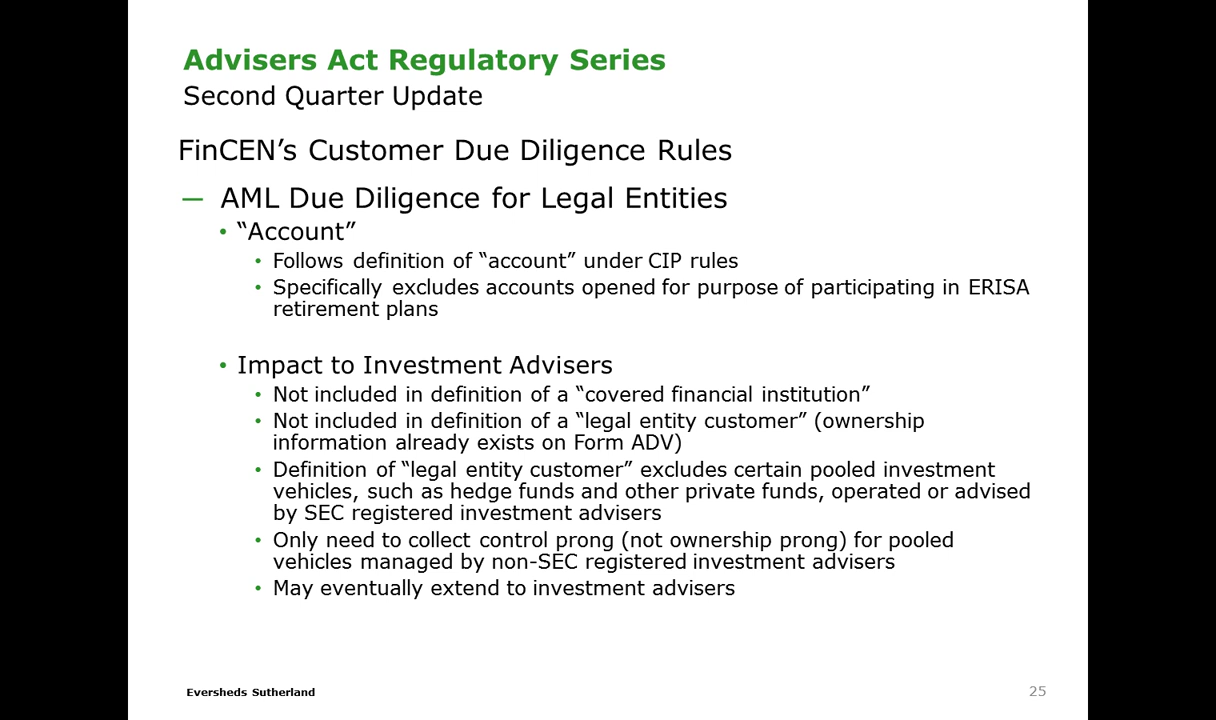 Advisers Act Regulatory Series
Second Quarter Update
FinCEN’s Customer Due Diligence Rules
— AML Due Diligence for Legal Entities
• “Account”
• Follows definition of “account” under CIP rules
• Specifically excludes accounts opened for purpose of participating in ERISA
retirement plans
• Impact to Investment Advisers
• Not included in definition of a “covered financial institution”
• Not included in definition of a “legal entity customer” (ownership
information already exists on Form ADV)
• Definition of “legal entity customer” excludes certain pooled investment
vehicles, such as hedge funds and other private funds, operated or advised
by SEC registered investment advisers
• Only need to collect control prong (not ownership prong) for pooled
vehicles managed by non-SEC registered investment advisers
• May eventually extend to investment advisers
Eversheds Sutherland
25